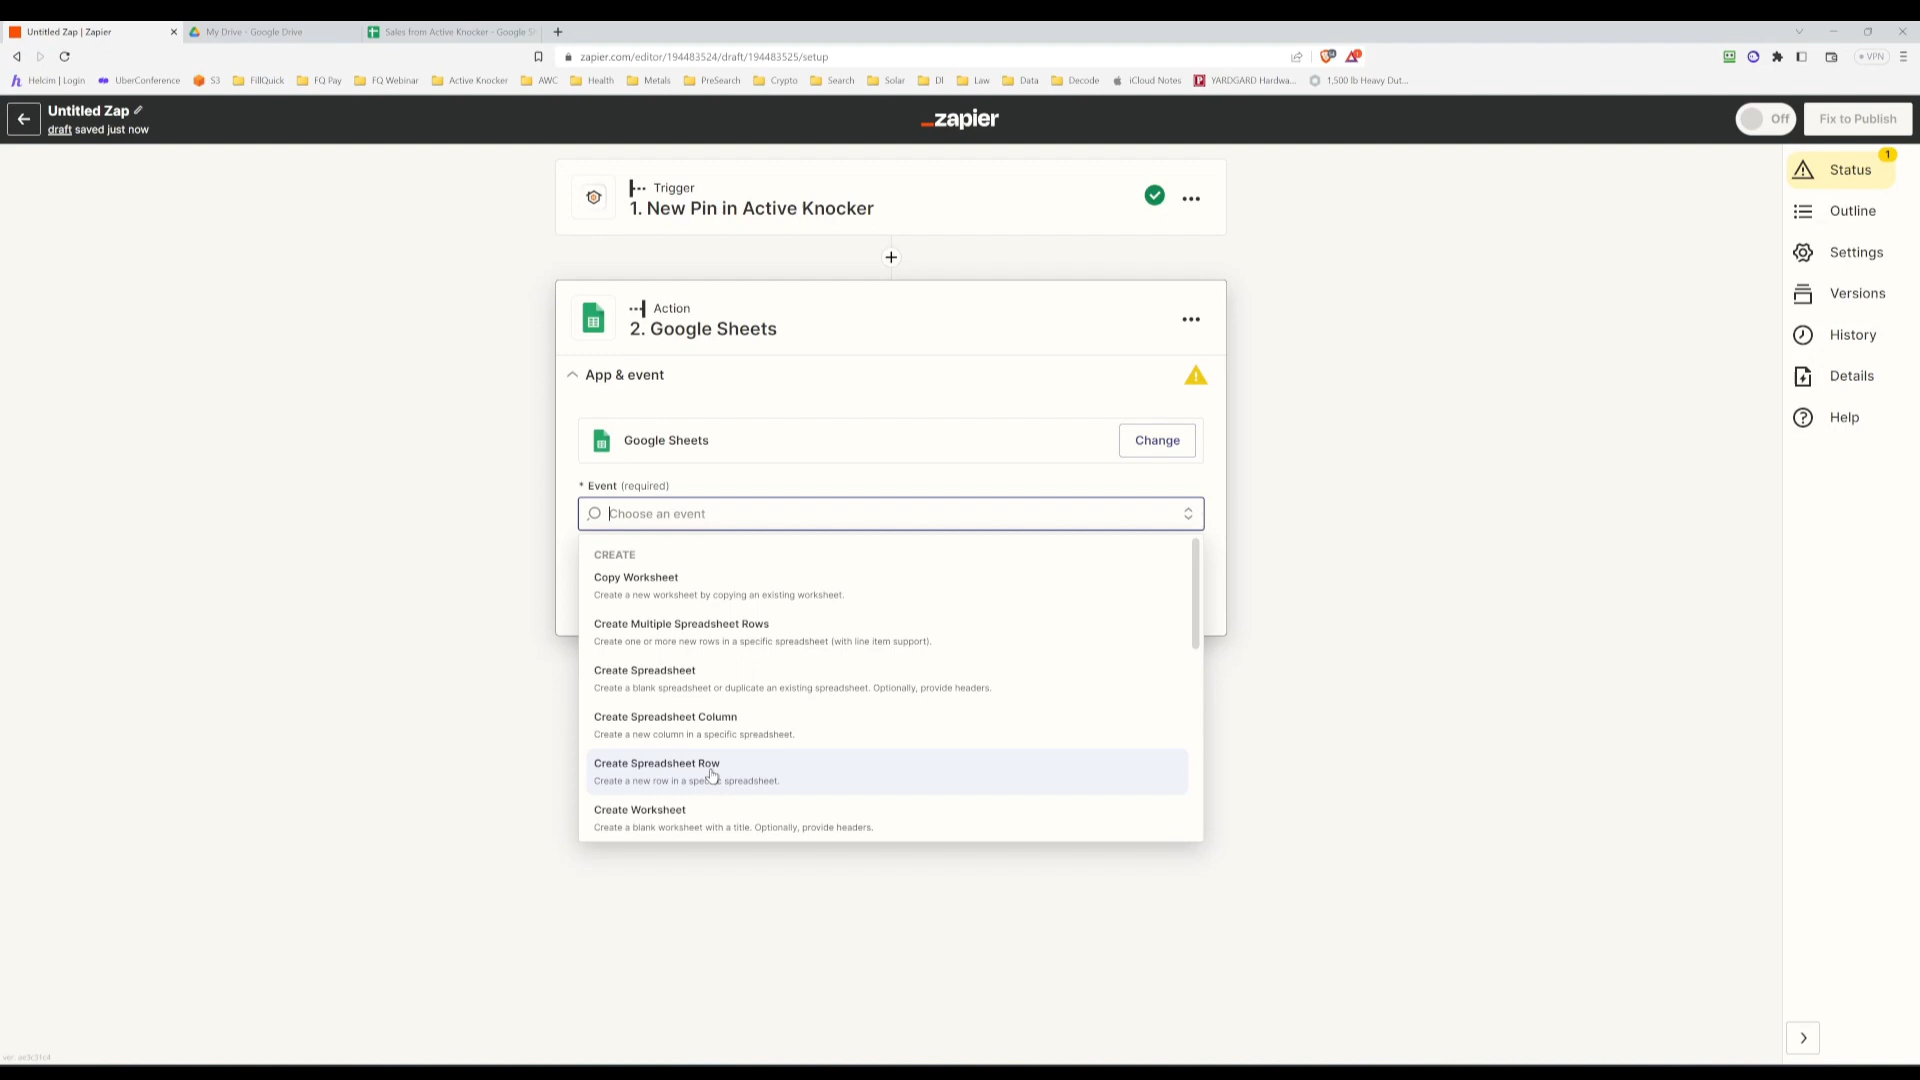 Untitled Zap | Zapier
My Drive - Google Drive
Sales from Active Knocker - Google Sh
zapier.com/editor/194483524/draft/194483525/setup
VPN
Helcim | Login
UberConference
S3
FillQuick
FQ Pay
FQ Webinar
Active Knocker
AWC
Health
Metals
PreSearch
Crypto
Search
Solar
DI
Law
Data
Decode
iCloud Notes
YARDGARD Hardwa...
1,500 lb Heavy Dut...
Untitled Zap
draft saved just now
_zapier
Off
Fix to Publish
Trigger
1. New Pin in Active Knocker
Action
2. Google Sheets
App & event
Google Sheets
Change
* Event (required)
Choose an event
CREATE
Copy Worksheet
Create a new worksheet by copying an existing worksheet.
Create Multiple Spreadsheet Rows
Create one or more new rows in a specific spreadsheet (with line item support).
Create Spreadsheet
Create a blank spreadsheet or duplicate an existing spreadsheet. Optionally, provide headers.
Create Spreadsheet Column
Create a new column in a specific spreadsheet.
Create Spreadsheet Row
Create a new row in a specific spreadsheet.
Create Worksheet
Create a blank worksheet with a title. Optionally, provide headers.
1
Status
Outline
Settings
Versions
History
Details
Help